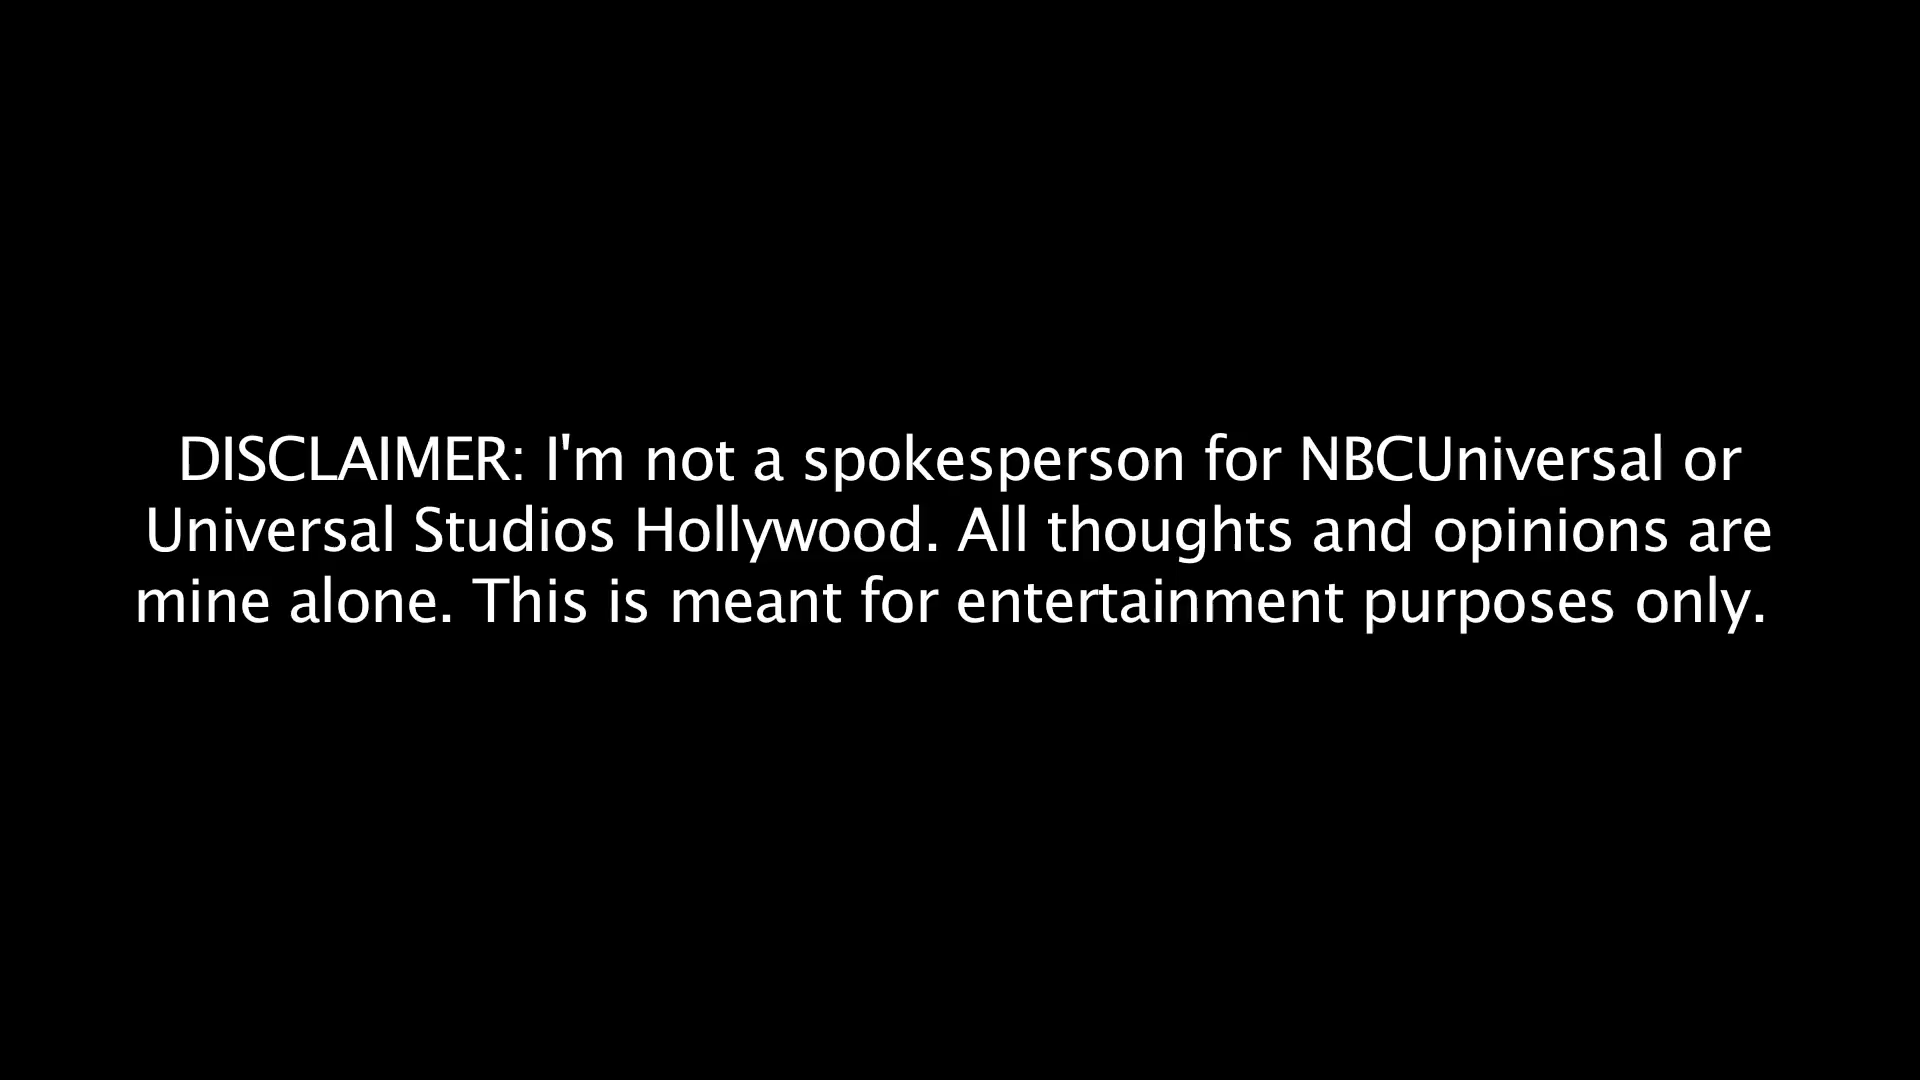 DISCLAIMER: I'm not a spokesperson for NBCUniversal or
Universal Studios Hollywood. All thoughts and opinions are
mine alone. This is meant for entertainment purposes only.